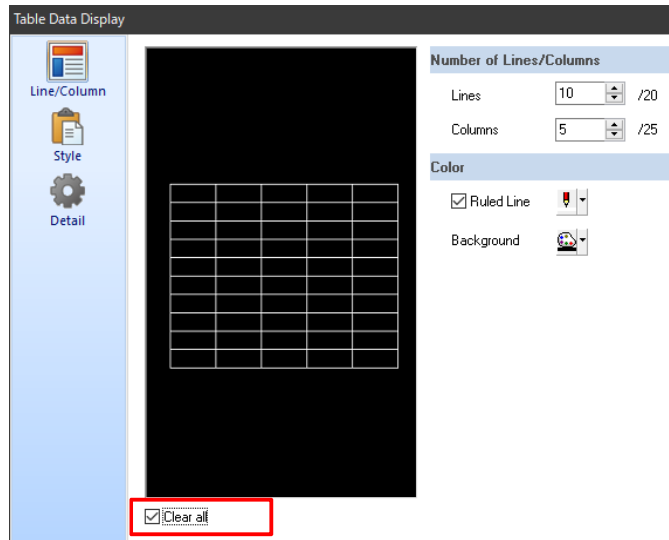 Table Data Display
Line/Column
Style
Detail
Number of Lines/Columns
Lines 10 /20
Columns 5 /25
Color
Ruled Line
Background
Clear all